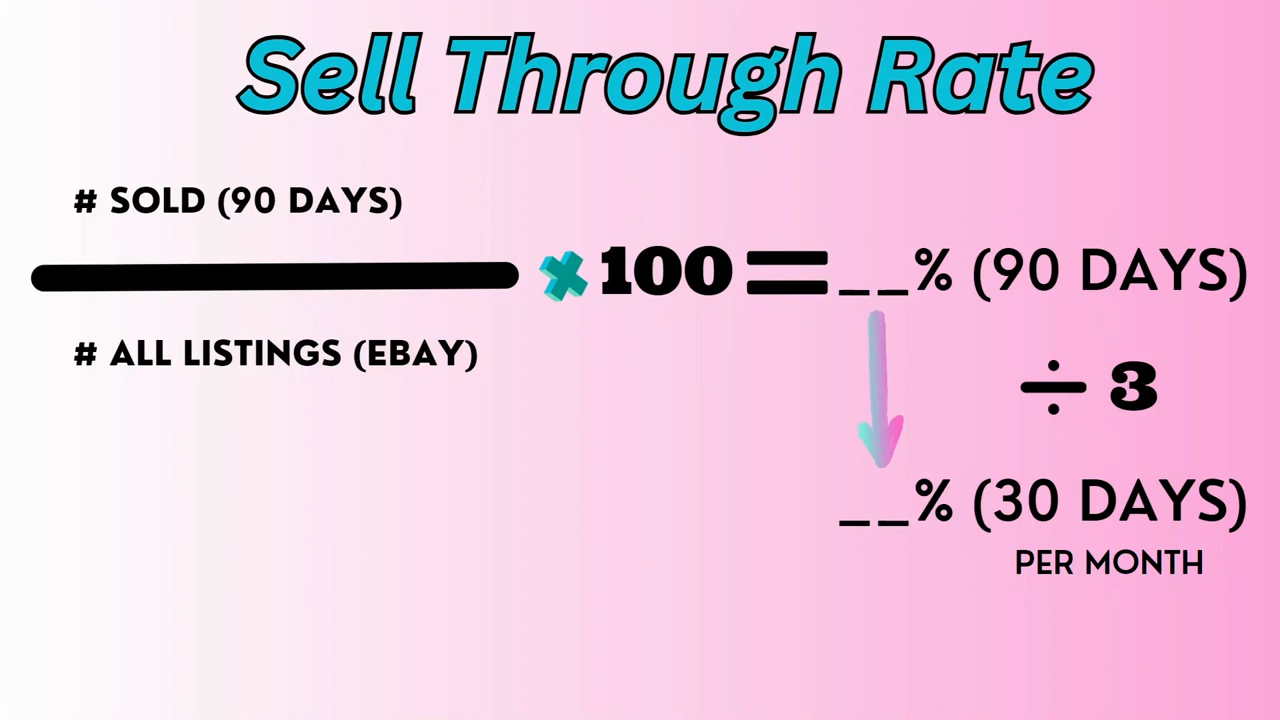 Sell Through Rate
# SOLD (90 DAYS)
× 100 = __% (90 DAYS)
# ALL LISTINGS (EBAY)
÷ 3
__% (30 DAYS)
PER MONTH